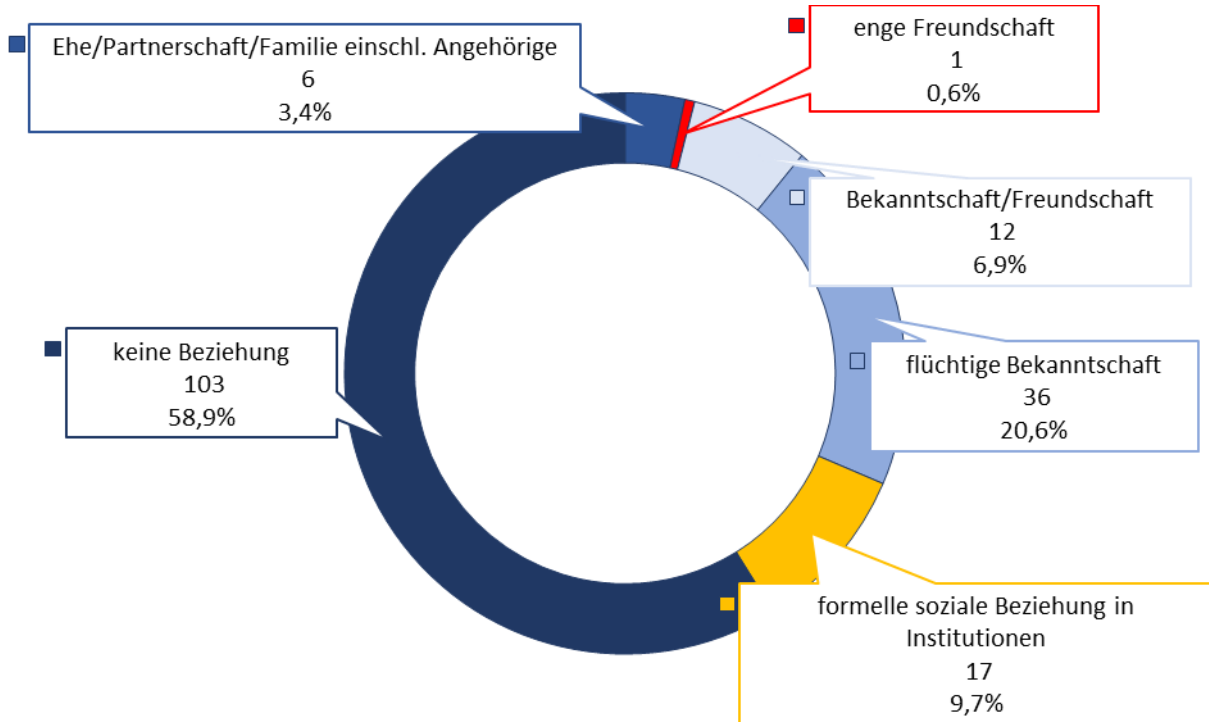 Ehe/Partnerschaft/Familie einschl. Angehörige
6
3,4%
enge Freundschaft
1
0,6%
Bekanntschaft/Freundschaft
12
6,9%
flüchtige Bekanntschaft
36
20,6%
formelle soziale Beziehung in
Institutionen
17
9,7%
keine Beziehung
103
58,9%